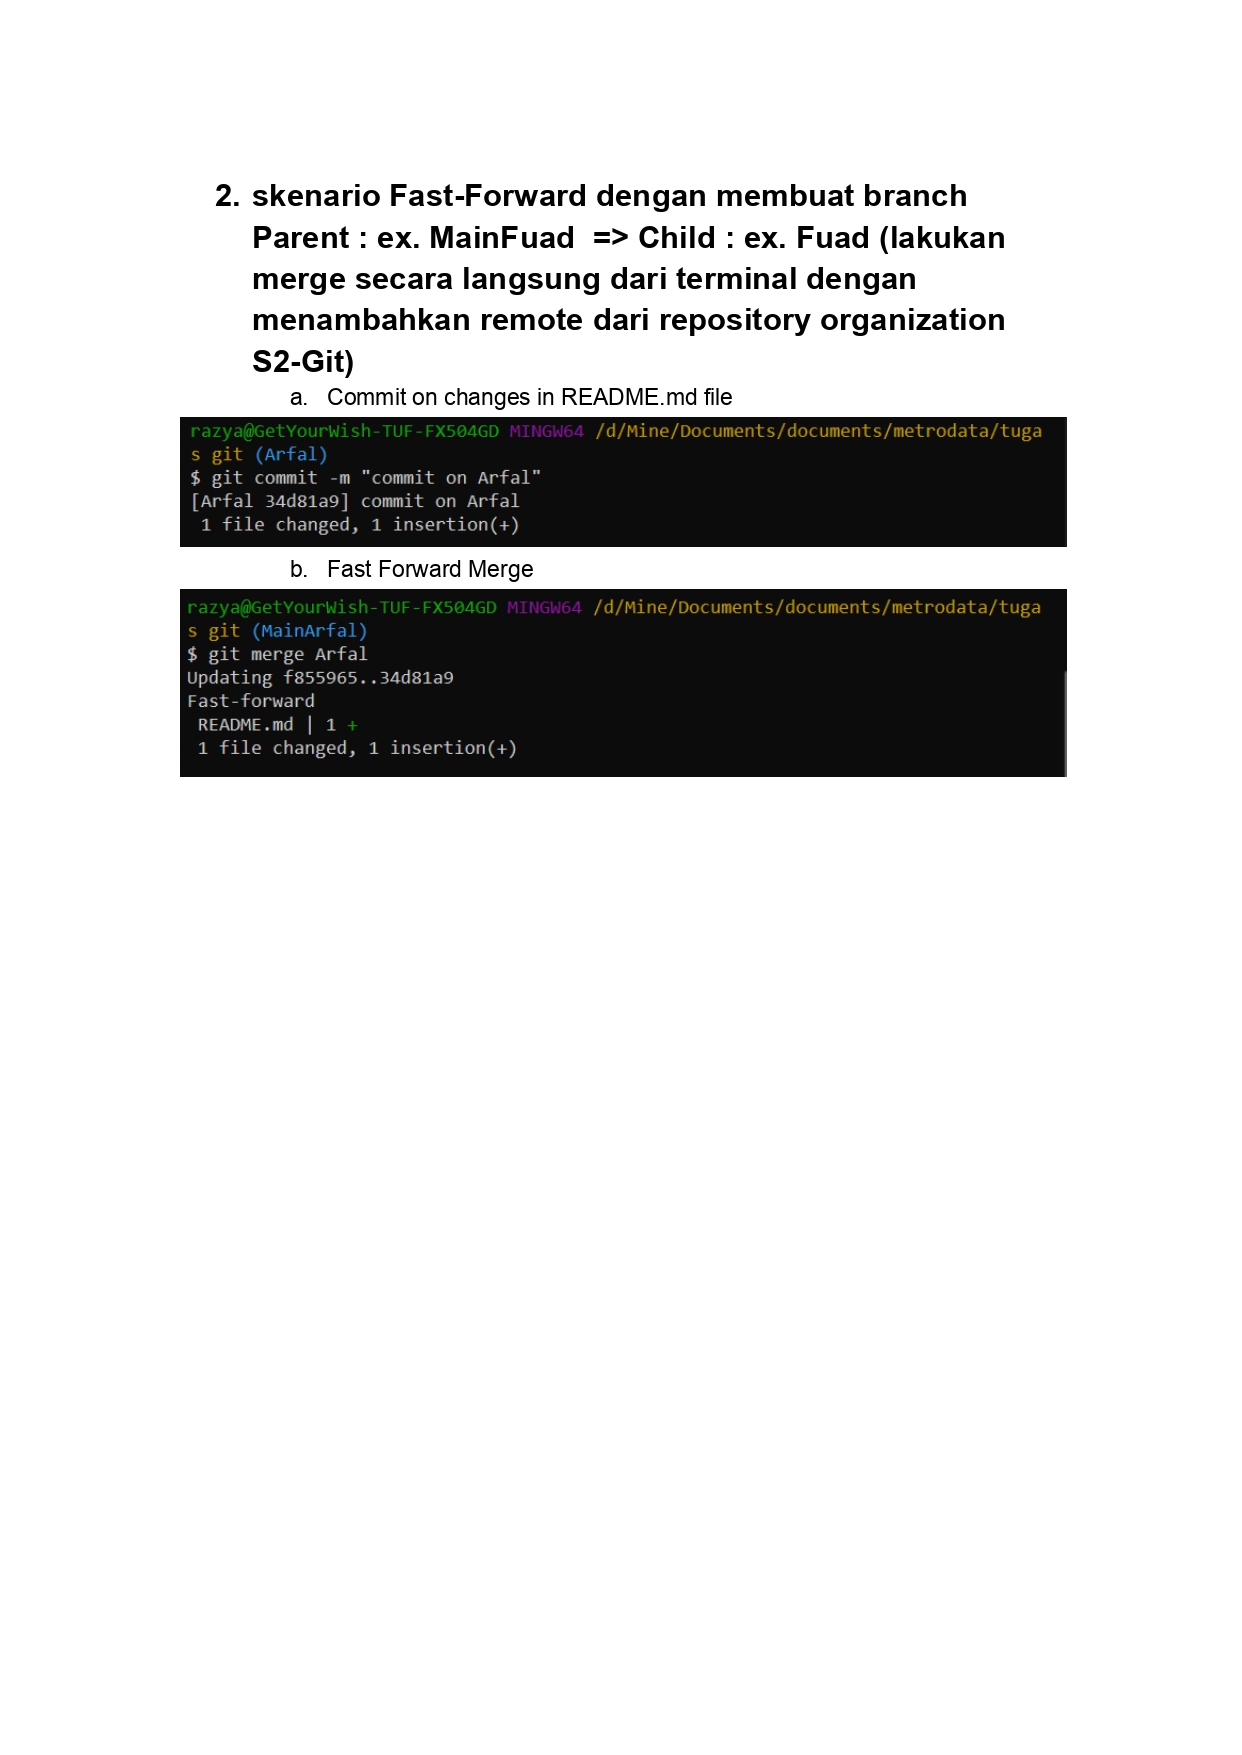 2. skenario Fast-Forward dengan membuat branch
Parent : ex. MainFuad => Child : ex. Fuad (lakukan
merge secara langsung dari terminal dengan
menambahkan remote dari repository organization
S2-Git)
a. Commit on changes in README.md file
razya@GetYourWish-TUF-FX504GD MINGW64 /d/Mine/Documents/documents/metrodata/tuga
s git (Arfal)
$ git commit -m "commit on Arfal"
[Arfal 34d81a9] commit on Arfal
1 file changed, 1 insertion(+)
b. Fast Forward Merge
razya@GetYourWish-TUF-FX504GD MINGW64 /d/Mine/Documents/documents/metrodata/tuga
s git (MainArfal)
$ git merge Arfal
Updating f855965..34d81a9
Fast-forward
README.md | 1 +
1 file changed, 1 insertion(+)